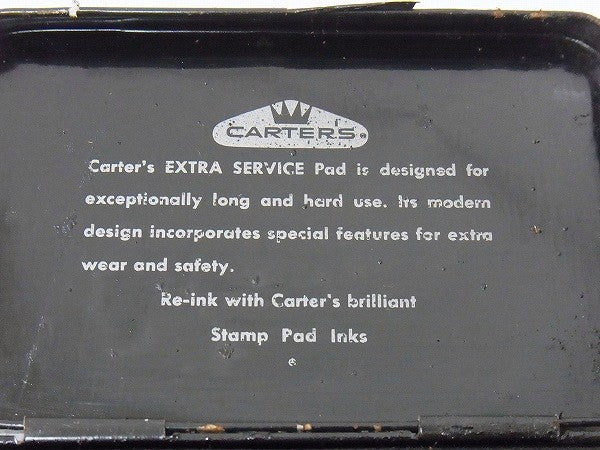 CARTER'S
Carter's EXTRA SERVICE Pad is designed for
exceptionally long and hard use. Its modern
design incorporates special features for extra
wear and safety.
Re-ink with Carter's brilliant
Stamp Pad Inks